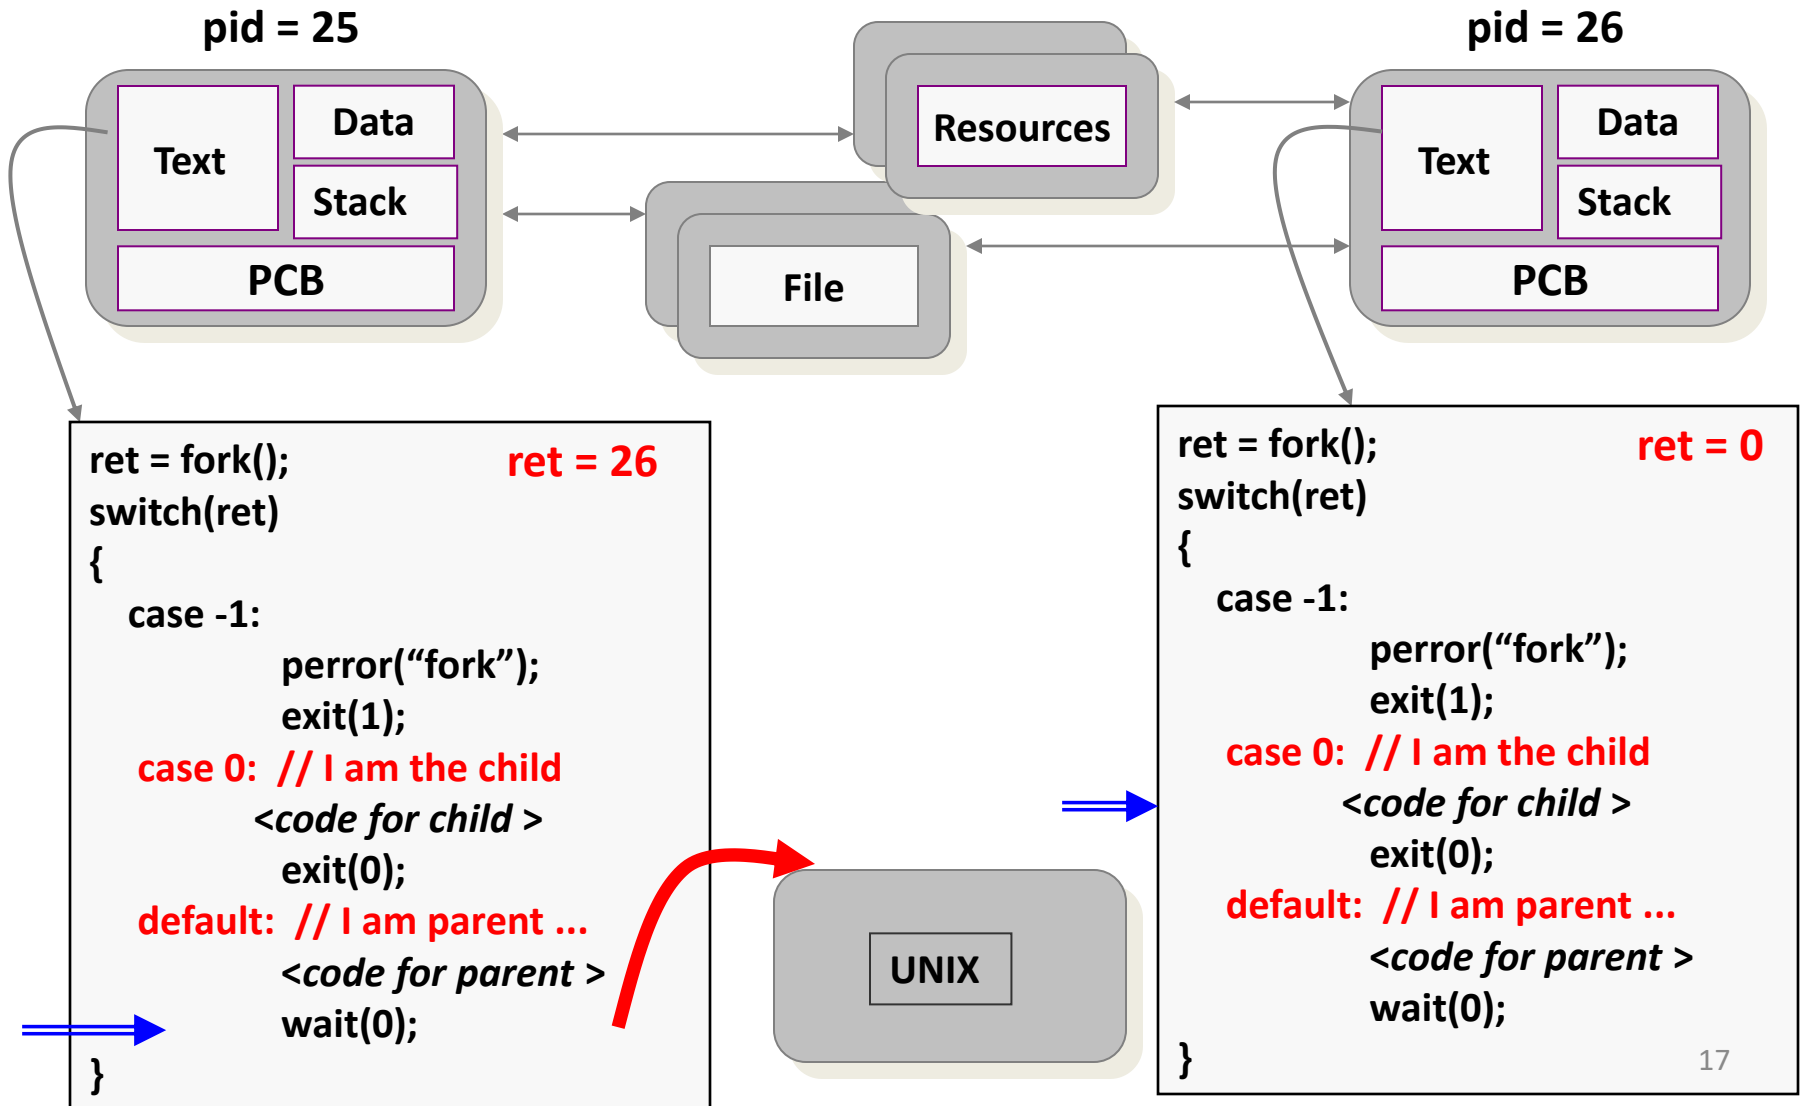 pid = 25
pid = 26
Text
Data
Stack
PCB
Resources
File
Text
Data
Stack
PCB
ret = fork();
ret = 26
switch(ret)
{
case -1:
perror(“fork”);
exit(1);
case 0: // I am the child
<code for child >
exit(0);
default: // I am parent ...
<code for parent >
wait(0);
}
UNIX
ret = fork();
ret = 0
switch(ret)
{
case -1:
perror(“fork”);
exit(1);
case 0: // I am the child
<code for child >
exit(0);
default: // I am parent ...
<code for parent >
wait(0);
}
17